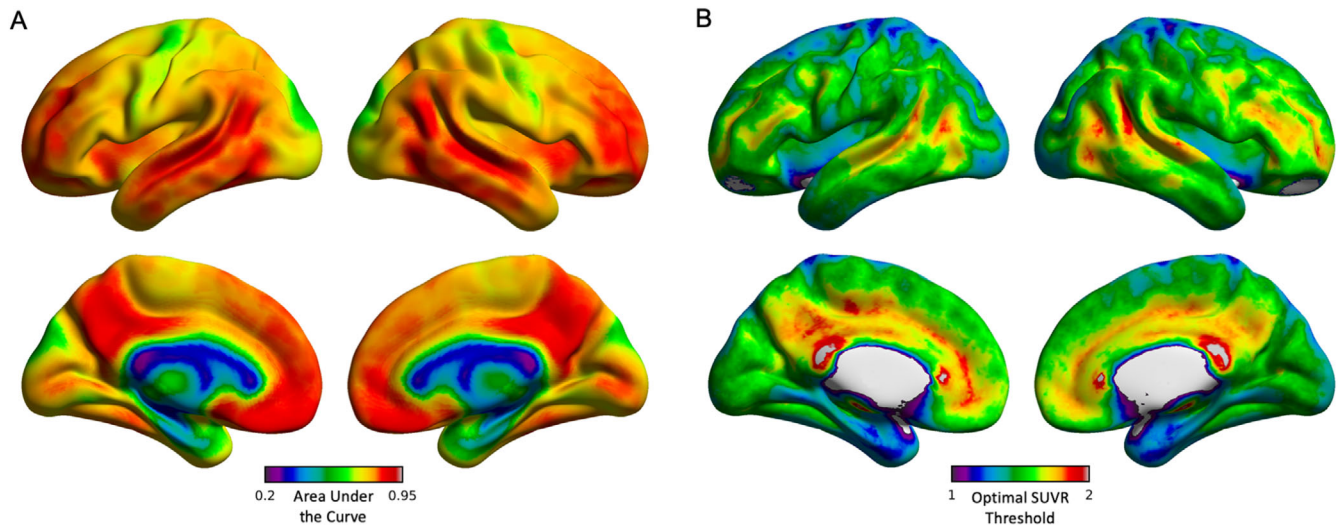 A
B
0.2 Area Under 0.95
the Curve
1 Optimal SUVR 2
Threshold